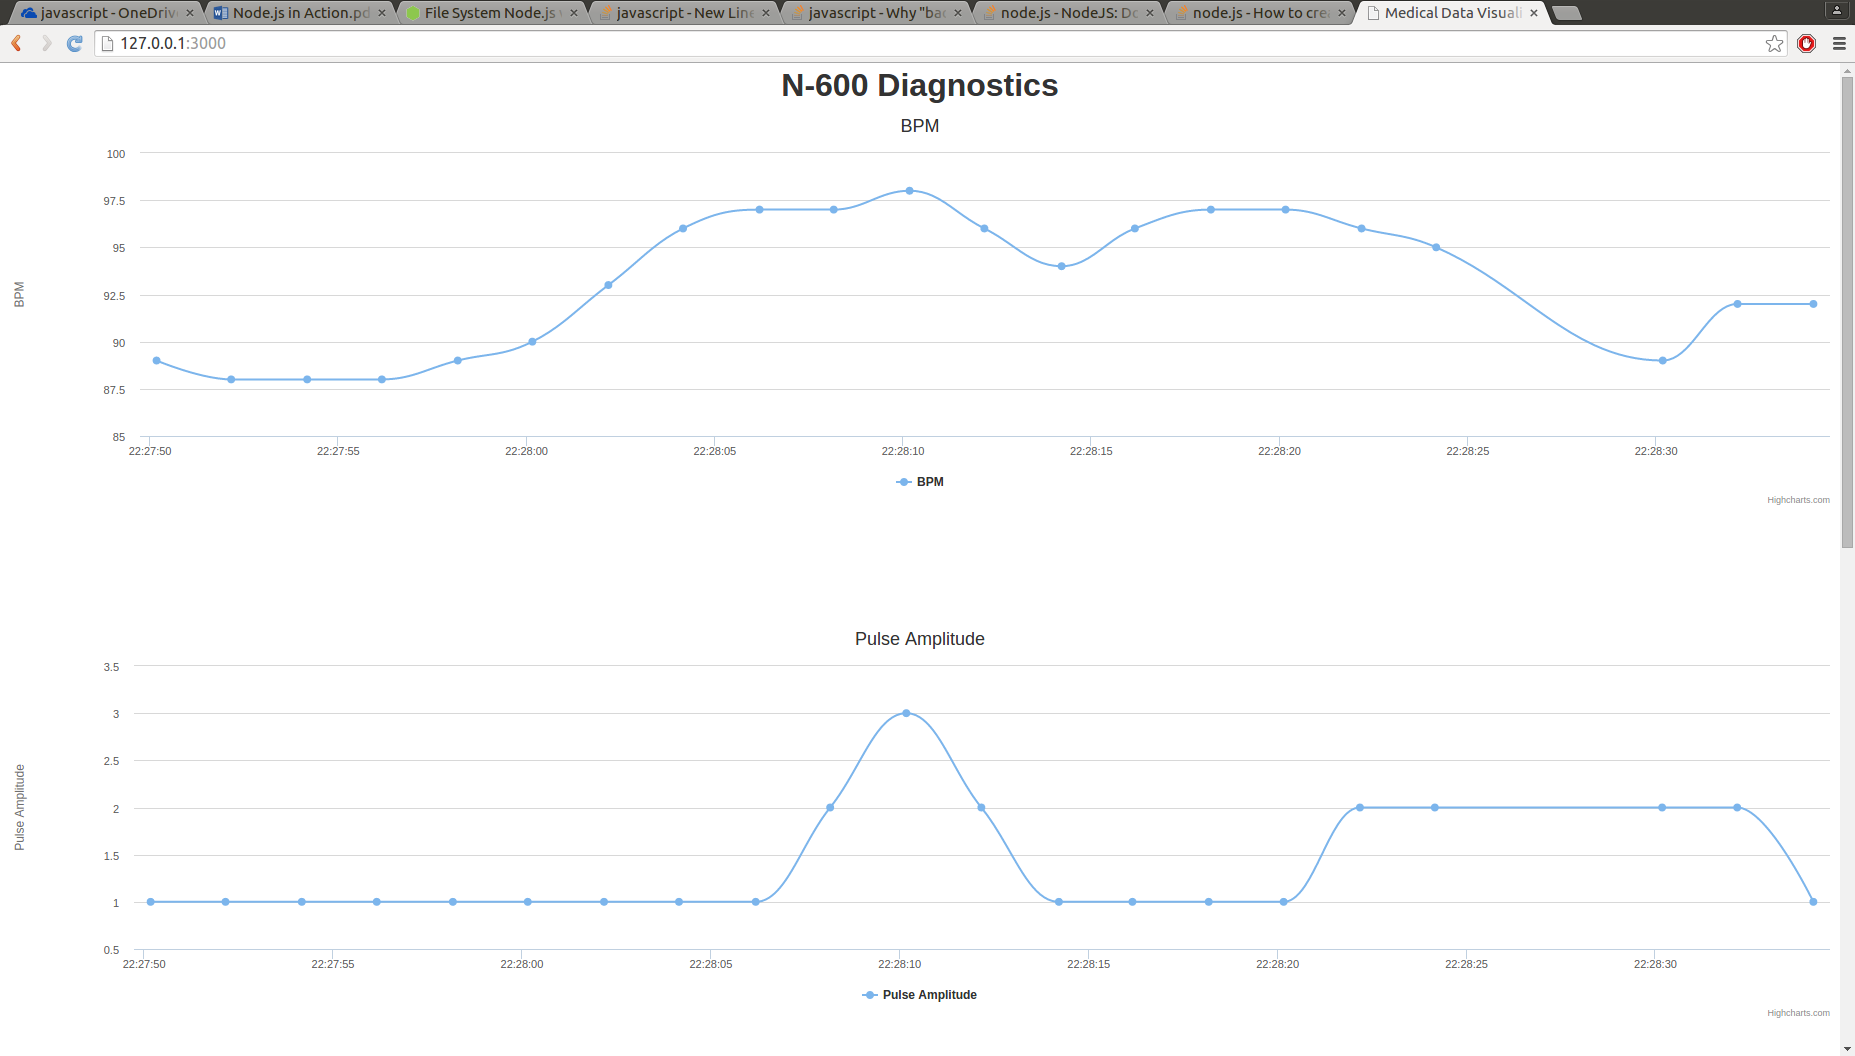 javascript - OneDriv
Node.js in Action.pd
File System Node.js
javascript - New Line
javascript - Why "bac
node.js - NodeJS: Do
node.js - How to crea
Medical Data Visuali
127.0.0.1:3000
N-600 Diagnostics
BPM
100
97.5
95
92.5
90
87.5
85
BPM
22:27:50 22:27:55 22:28:00 22:28:05 22:28:10 22:28:15 22:28:20 22:28:25 22:28:30
BPM
Highcharts.com
Pulse Amplitude
3.5
3
2.5
2
1.5
1
0.5
Pulse Amplitude
22:27:50 22:27:55 22:28:00 22:28:05 22:28:10 22:28:15 22:28:20 22:28:25 22:28:30
Pulse Amplitude
Highcharts.com